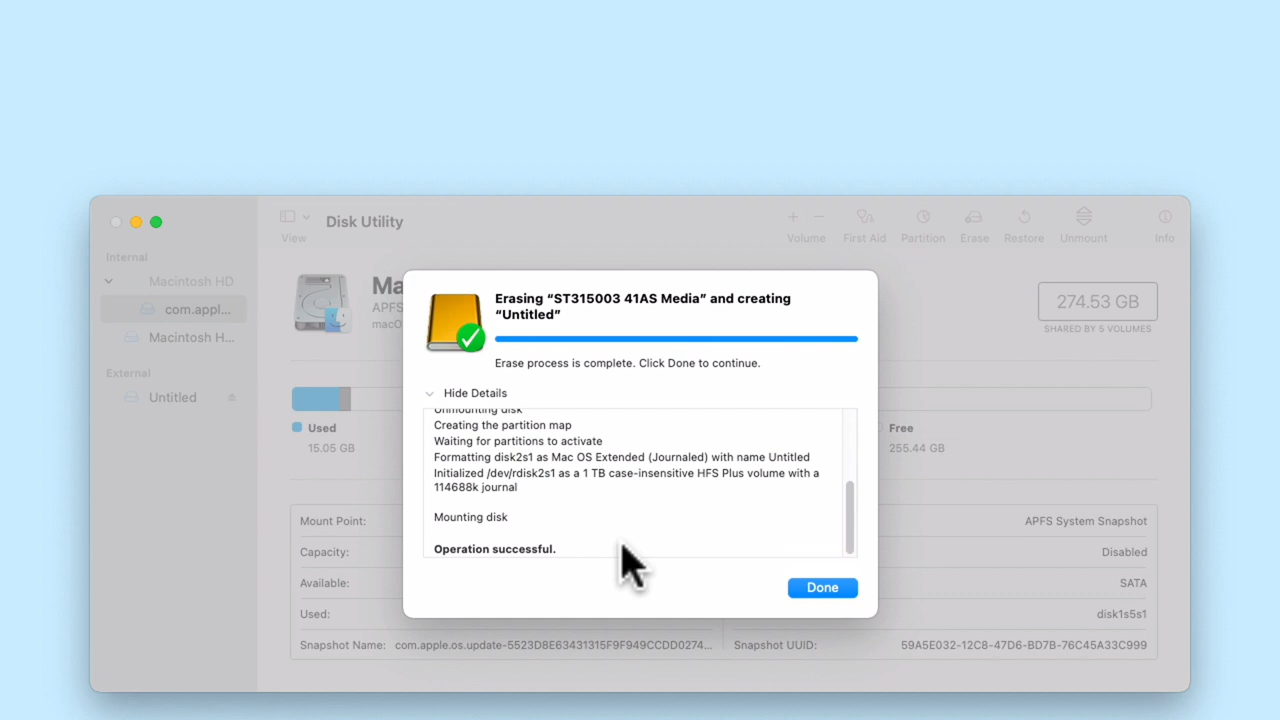 Disk Utility
View
Volume
First Aid
Partition
Erase
Restore
Unmount
Info
Internal
Macintosh HD
com.appl...
Macintosh H...
External
Untitled
Ma
APFS
macO
274.53 GB
SHARED BY 5 VOLUMES
Used
15.05 GB
Free
255.44 GB
Mount Point:
APFS System Snapshot
Capacity:
Disabled
Available:
SATA
Used:
disk1s5s1
Snapshot Name: com.apple.os.update-5523D8E63431315F9F949CCDD0274...
Snapshot UUID: 59A5E032-12C8-47D6-BD7B-76C45A33C999
Erasing “ST315003 41AS Media” and creating
“Untitled”
Erase process is complete. Click Done to continue.
Hide Details
Unmounting disk
Creating the partition map
Waiting for partitions to activate
Formatting disk2s1 as Mac OS Extended (Journaled) with name Untitled
Initialized /dev/rdisk2s1 as a 1 TB case-insensitive HFS Plus volume with a
114688k journal
Mounting disk
Operation successful.
Done